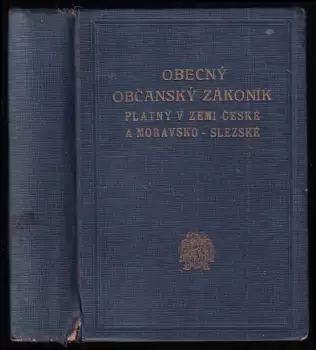 OBECNÝ
OBČANSKÝ ZÁKONÍK
PLATNÝ V ZEMI ČESKÉ
A MORAVSKO - SLEZSKÉ